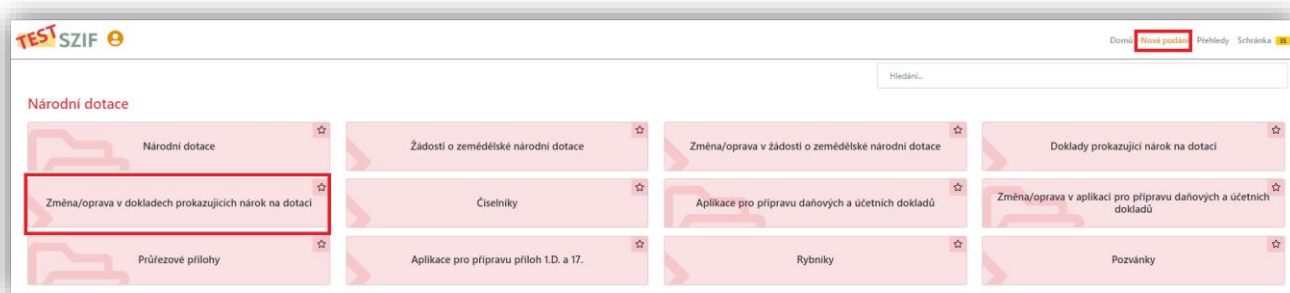 TEST SZIF
Domů Nové podání Přehledy Schránka 35
Hledání...
Národní dotace
Národní dotace
Žádosti o zemědělské národní dotace
Změna/oprava v žádosti o zemědělské národní dotace
Doklady prokazující nárok na dotaci
Změna/oprava v dokladech prokazujících nárok na dotaci
Číselníky
Aplikace pro přípravu daňových a účetních dokladů
Změna/oprava v aplikaci pro přípravu daňových a účetních
dokladů
Průřezové přílohy
Aplikace pro přípravu příloh 1.D. a 17.
Rybníky
Pozvánky